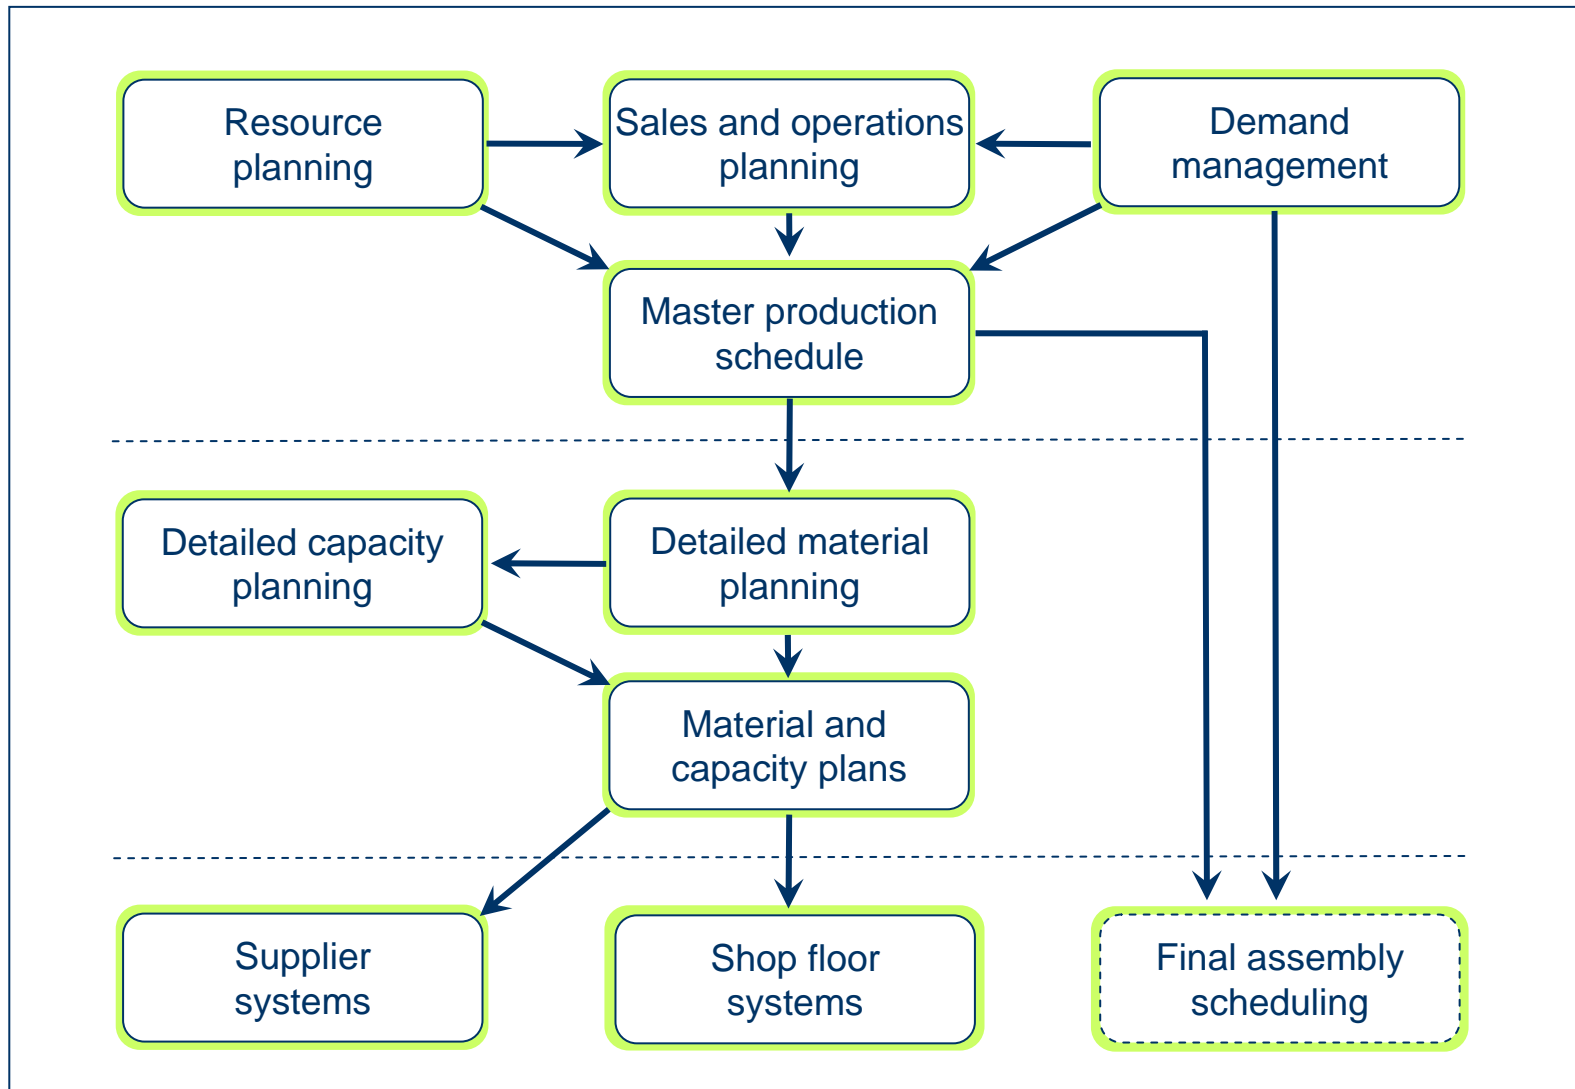 Resource
planning
Sales and operations
planning
Demand
management
Master production
schedule
Detailed capacity
planning
Detailed material
planning
Material and
capacity plans
Supplier
systems
Shop floor
systems
Final assembly
scheduling